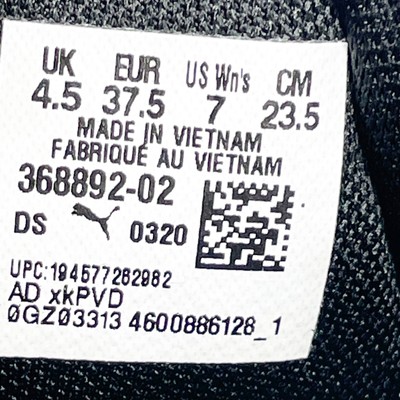 UK EUR US Wn's CM
4.5 37.5 7 23.5
MADE IN VIETNAM
FABRIQUÉ AU VIETNAM
368892-02
DS 0320
UPC:194577262962
AD xkPVD
0GZ03313 4600886128_1